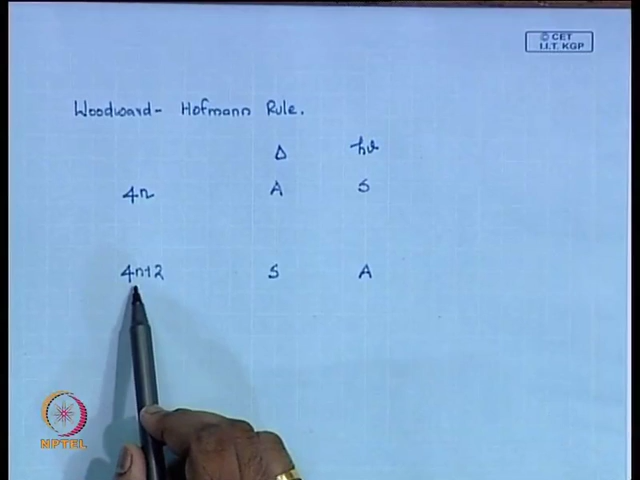 © CET
I.I.T. KGP
Woodward- Hofmann Rule.
Δ hν
4n A S
4n+2 S A
NPTEL